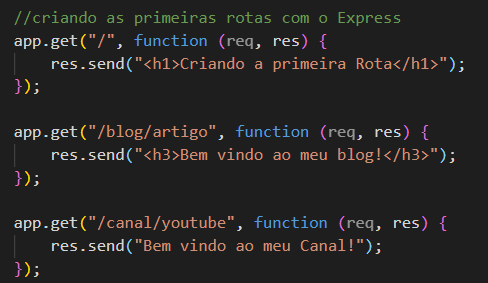 //criando as primeiras rotas com o Express
app.get("/", function (req, res) {
    res.send("<h1>Criando a primeira Rota</h1>");
});

app.get("/blog/artigo", function (req, res) {
    res.send("<h3>Bem vindo ao meu blog!</h3>");
});

app.get("/canal/youtube", function (req, res) {
    res.send("Bem vindo ao meu Canal!");
});